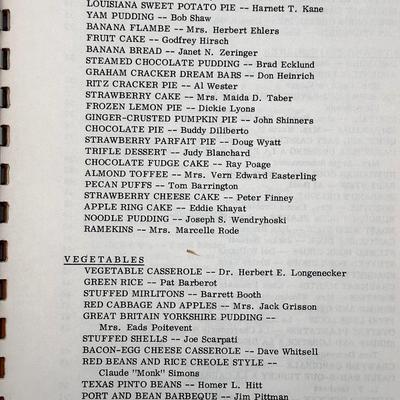 LOUISIANA SWEET POTATO PIE -- Harnett T. Kane
YAM PUDDING -- Bob Shaw
BANANA FLAMBE -- Mrs. Herbert Ehlers
FRUIT CAKE -- Godfrey Hirsch
BANANA BREAD -- Janet N. Zeringer
STEAMED CHOCOLATE PUDDING -- Brad Ecklund
GRAHAM CRACKER DREAM BARS -- Don Heinrich
RITZ CRACKER PIE -- Al Wester
STRAWBERRY CAKE -- Mrs. Maida D. Taber
FROZEN LEMON PIE -- Dickie Lyons
GINGER-CRUSTED PUMPKIN PIE -- John Shinners
CHOCOLATE PIE -- Buddy Diliberto
STRAWBERRY PARFAIT PIE -- Doug Wyatt
TRIFLE DESSERT -- Judy Blanchard
CHOCOLATE FUDGE CAKE -- Ray Poage
ALMOND TOFFEE -- Mrs. Vern Edward Easterling
PECAN PUFFS -- Tom Barrington
STRAWBERRY CHEESE CAKE -- Peter Finney
APPLE RING CAKE -- Eddie Khayat
NOODLE PUDDING -- Joseph S. Wendryhoski
RAMEKINS -- Mrs. Marcelle Rode
VEGETABLES
VEGETABLE CASSEROLE -- Dr. Herbert E. Longenecker
GREEN RICE -- Pat Barberot
STUFFED MIRLITONS -- Barrett Booth
RED CABBAGE AND APPLES -- Mrs. Jack Grisson
GREAT BRITAIN YORKSHIRE PUDDING --
Mrs. Eads Poitevent
STUFFED SHELLS -- Joe Scarpati
BACON-EGG CHEESE CASSEROLE -- Dave Whitsell
RED BEANS AND RICE CREOLE STYLE --
Claude "Monk" Simons
TEXAS PINTO BEANS -- Homer L. Hitt
PORT AND BEAN BARBEQUE -- Jim Pittman